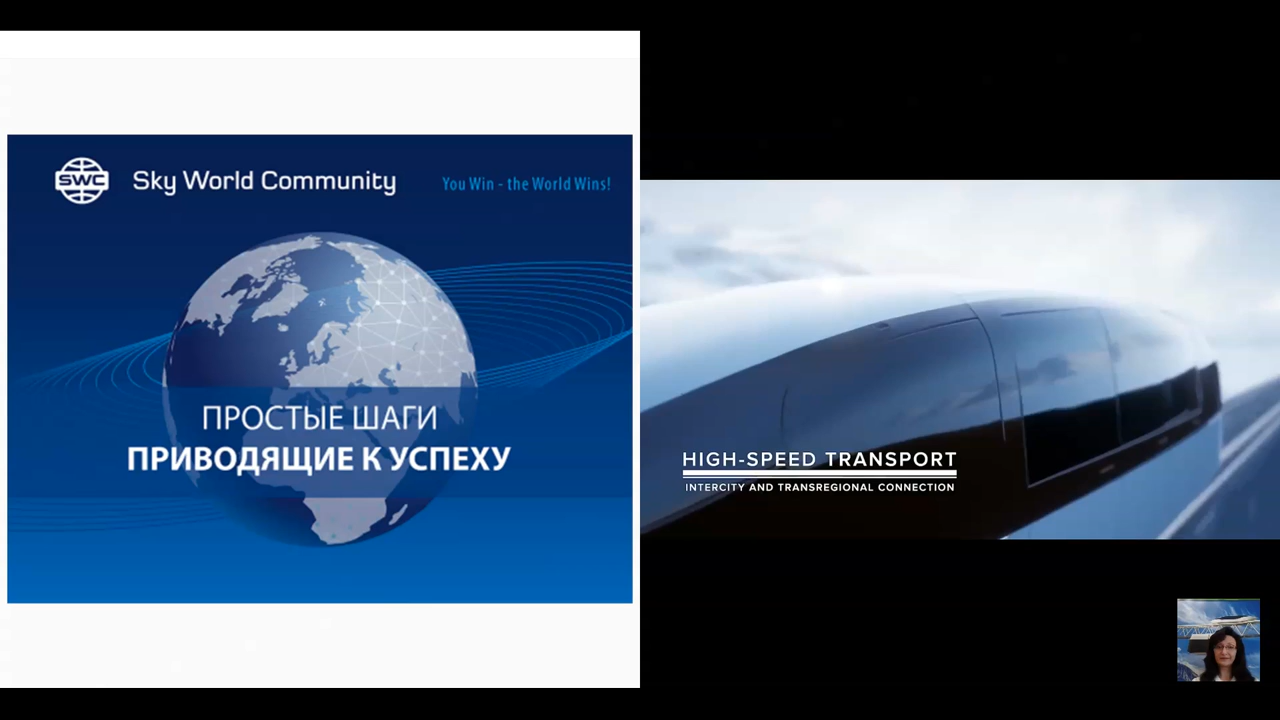 SWC
Sky World Community
You Win - the World Wins!
ПРОСТЫЕ ШАГИ
ПРИВОДЯЩИЕ К УСПЕХУ
HIGH-SPEED TRANSPORT
INTERCITY AND TRANSREGIONAL CONNECTION